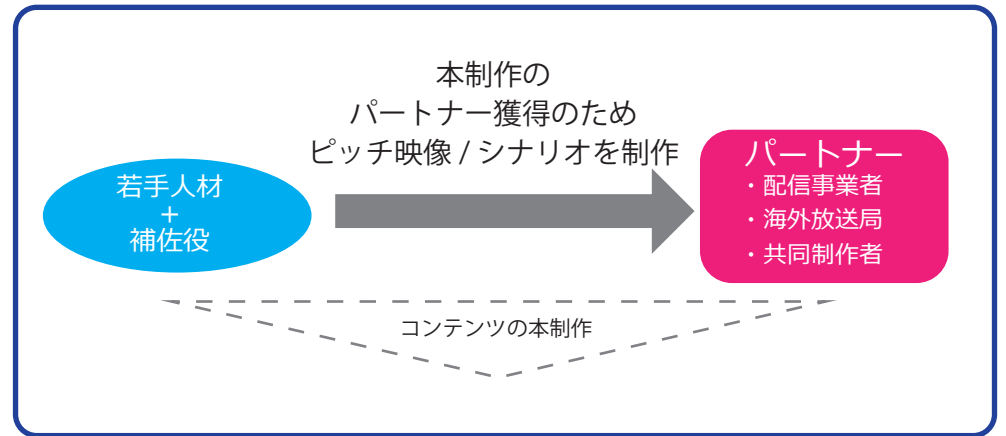 本制作の
パートナー獲得のため
ピッチ映像 / シナリオを制作
若手人材
+
補佐役
パートナー
・配信事業者
・海外放送局
・共同制作者
コンテンツの本制作